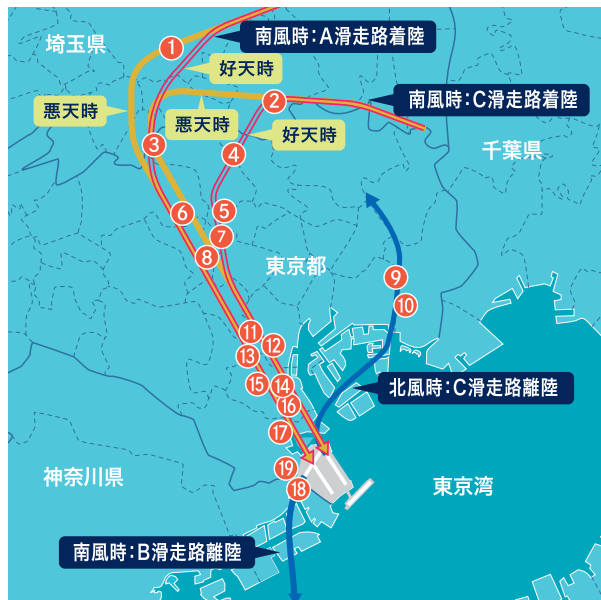 埼玉県
① 南風時：A滑走路着陸
好天時
悪天時
② 南風時：C滑走路着陸
悪天時
好天時
③
④
千葉県
⑤
⑥
⑦
⑧
東京都
⑨
⑩
⑪
⑫
⑬
⑭
⑮
⑯
北風時：C滑走路離陸
⑰
⑲
⑱
神奈川県
東京湾
南風時：B滑走路離陸